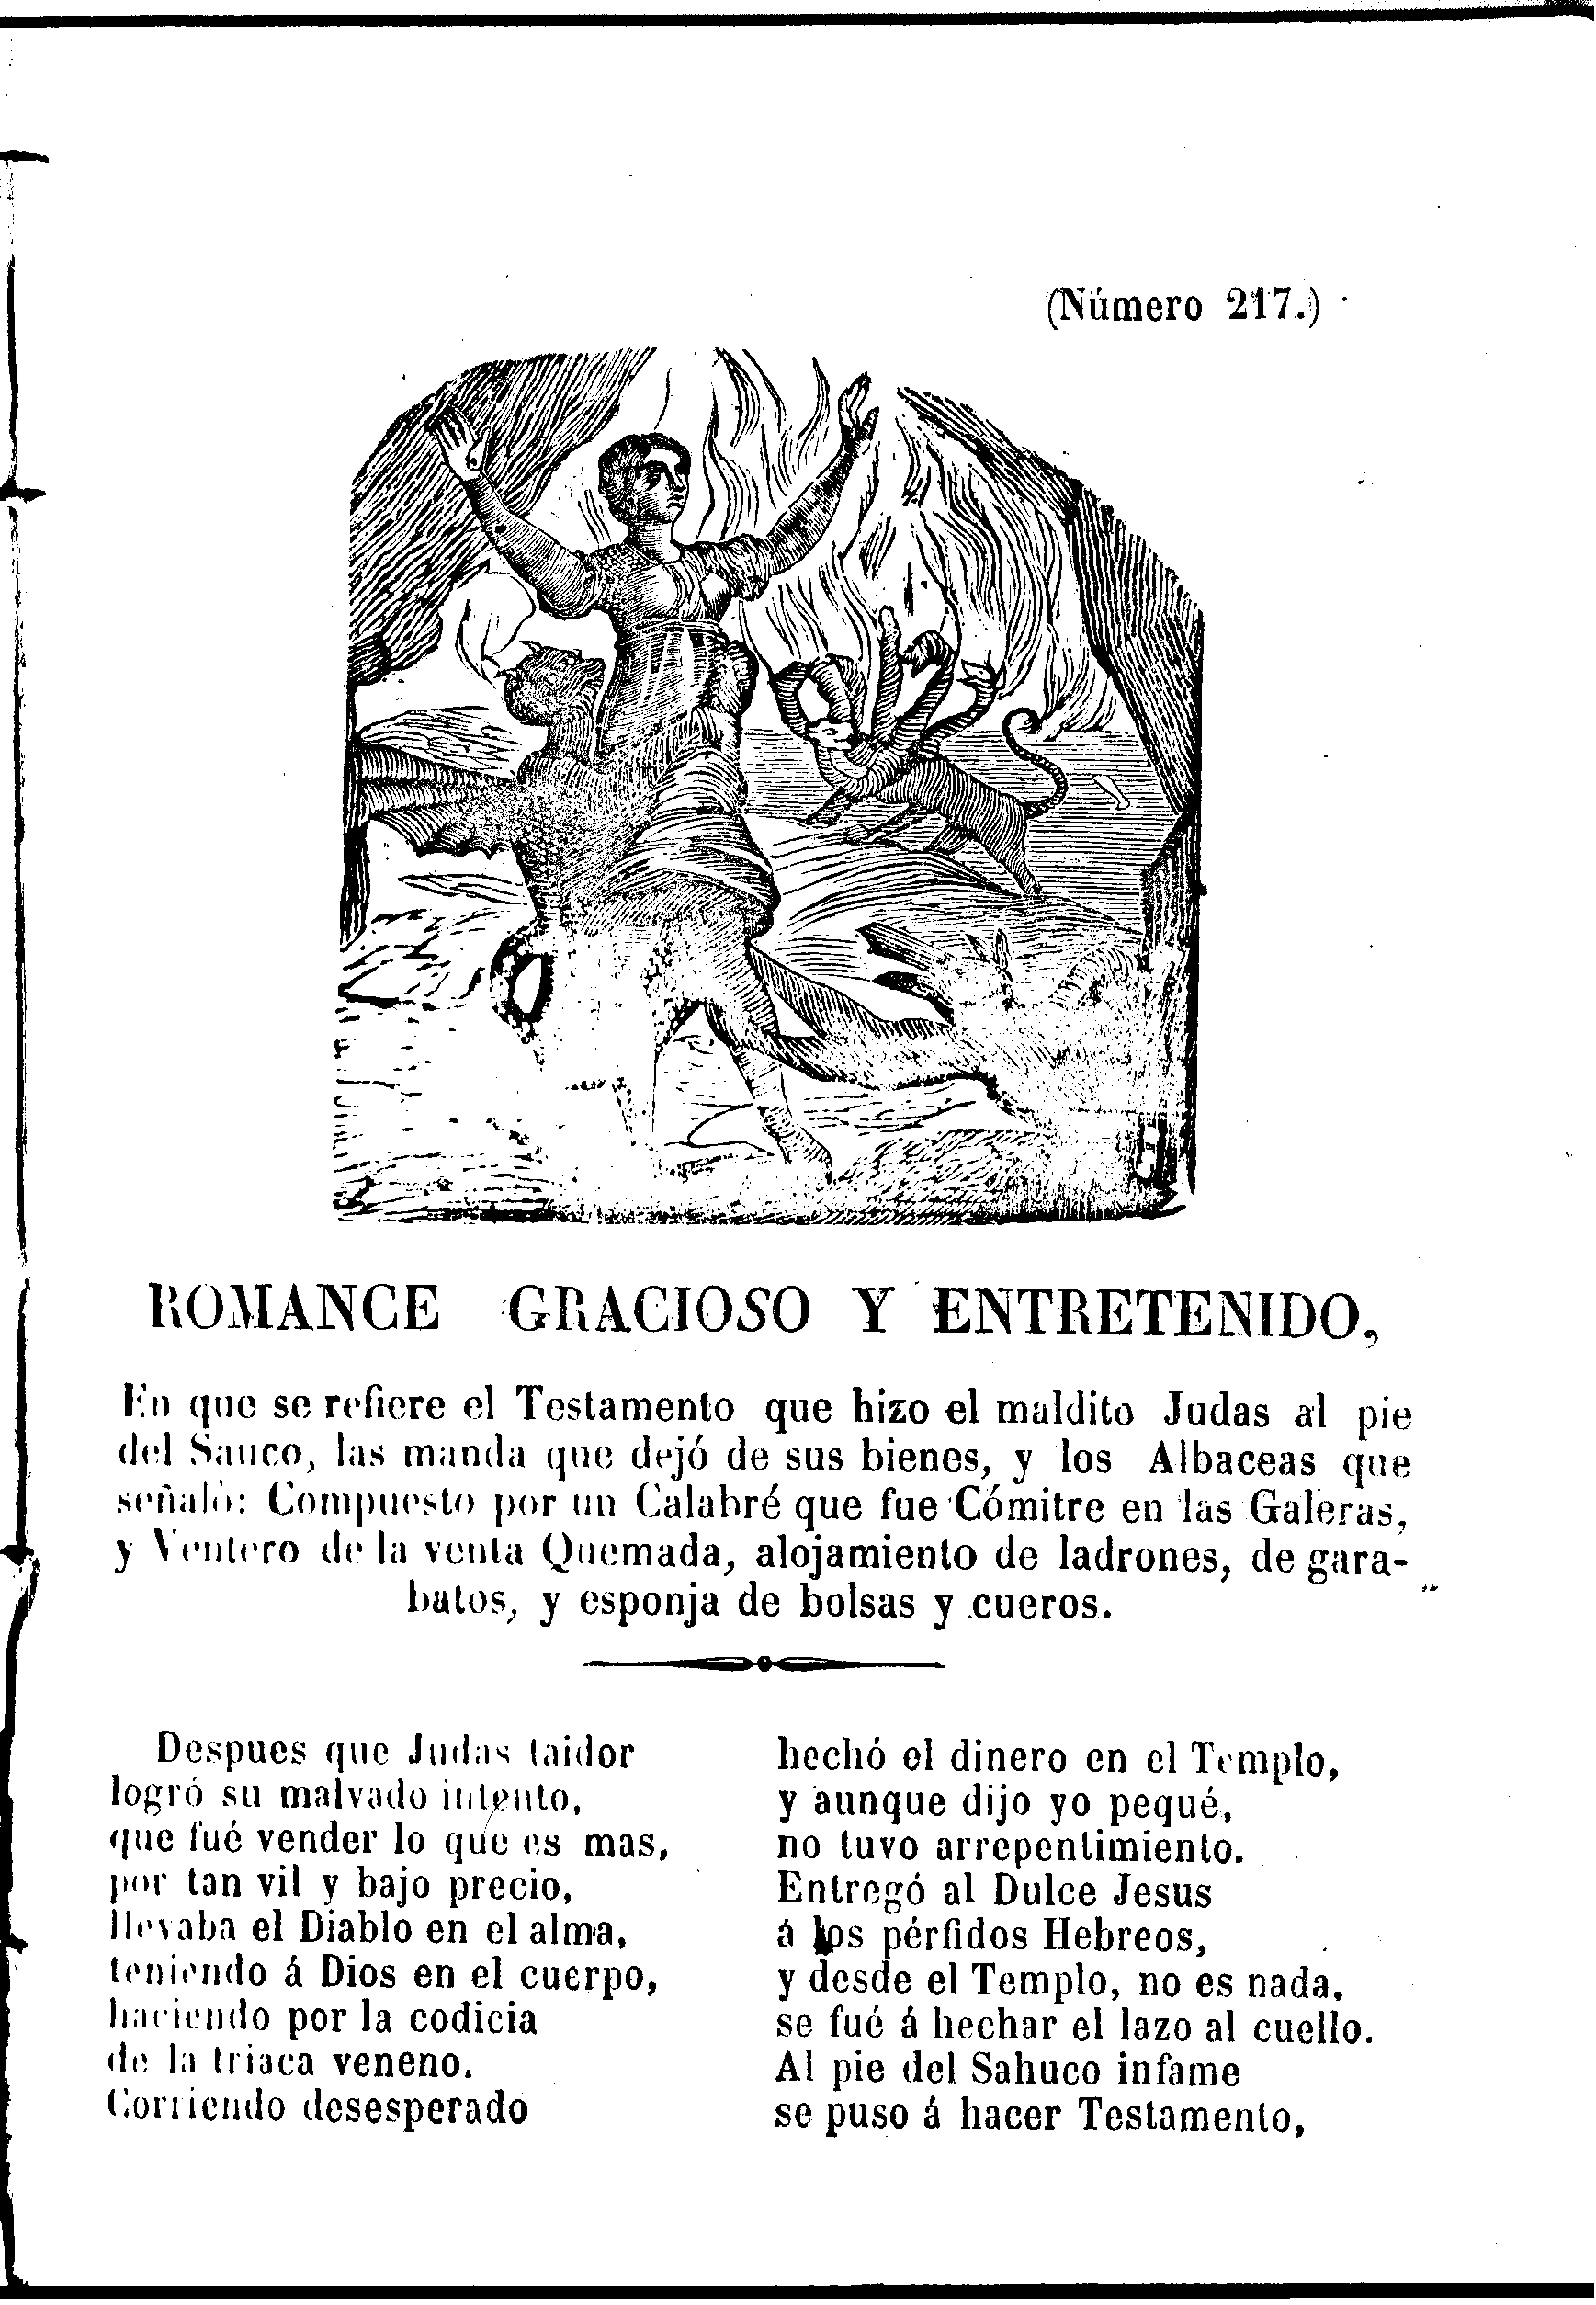 (Número 217.)
ROMANCE GRACIOSO Y ENTRETENIDO,
En que se refiere el Testamento que hizo el maldito Judas al pie
del Sauco, las manda que dejó de sus bienes, y los Albaceas que
señaló: Compuesto por un Calabré que fue Cómitre en las Galeras,
y Ventero de la venta Quemada, alojamiento de ladrones, de gara-
batos, y esponja de bolsas y cueros.
Despues que Judas taidor
logró su malvado intento,
que fué vender lo que es mas,
por tan vil y bajo precio,
llevaba el Diablo en el alma,
teniendo á Dios en el cuerpo,
haciendo por la codicia
de la triaca veneno.
Corriendo desesperado
hechó el dinero en el Templo,
y aunque dijo yo pequé,
no tuvo arrepentimiento.
Entregó al Dulce Jesus
á los pérfidos Hebreos,
y desde el Templo, no es nada,
se fué á hechar el lazo al cuello.
Al pie del Sahuco infame
se puso á hacer Testamento,